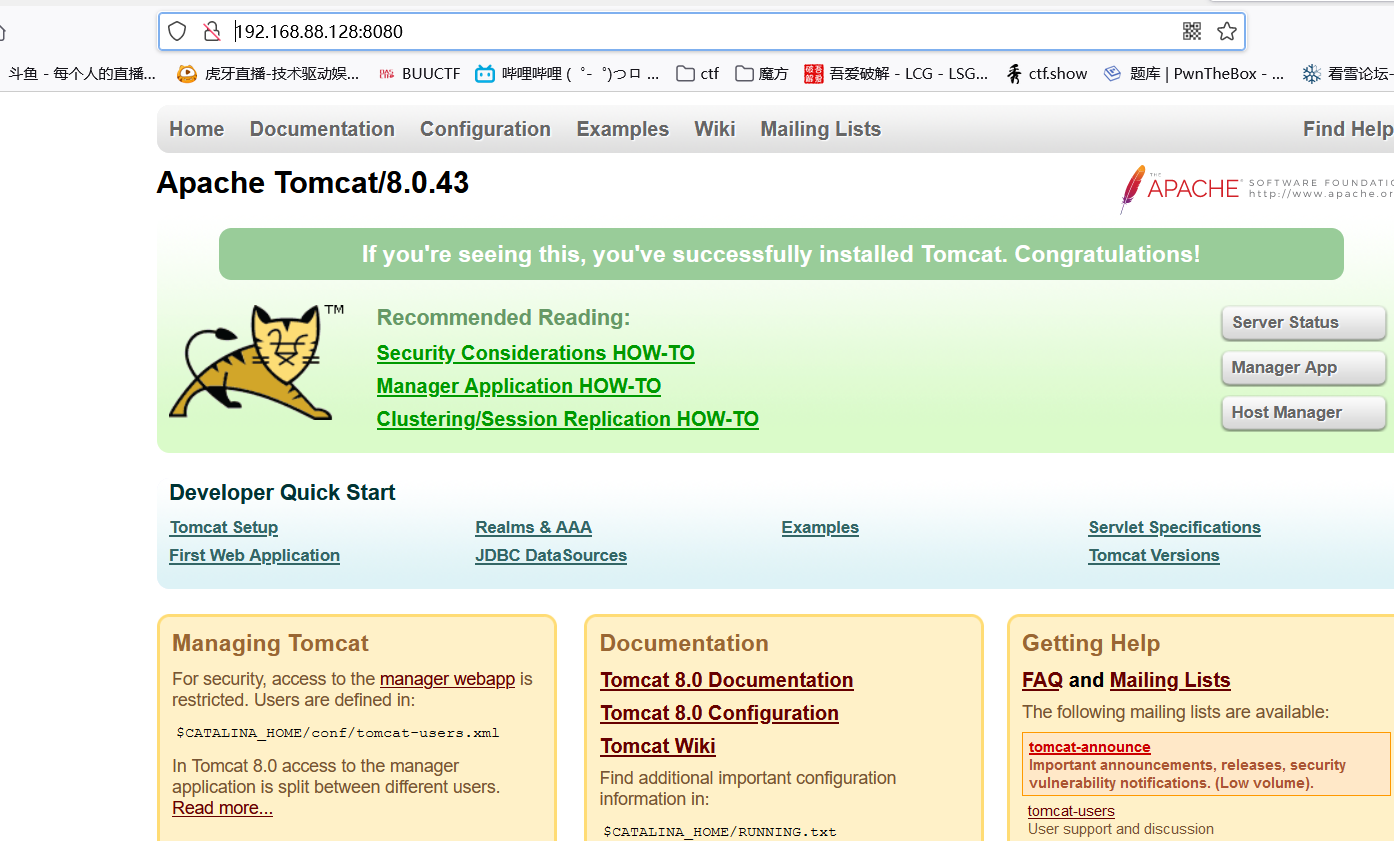 192.168.88.128:8080
斗鱼 - 每个人的直播... 虎牙直播-技术驱动娱... BUUCTF 哔哩哔哩 ( ゜- ゜)つロ ... ctf 魔方 吾爱破解 - LCG - LSG... ctf.show 题库 | PwnTheBox - ... 看雪论坛-
Home Documentation Configuration Examples Wiki Mailing Lists Find Help
Apache Tomcat/8.0.43
THE APACHE SOFTWARE FOUNDATIO
http://www.apache.or
If you're seeing this, you've successfully installed Tomcat. Congratulations!
TM
Recommended Reading:
Security Considerations HOW-TO
Manager Application HOW-TO
Clustering/Session Replication HOW-TO
Server Status
Manager App
Host Manager
Developer Quick Start
Tomcat Setup Realms & AAA Examples Servlet Specifications
First Web Application JDBC DataSources Tomcat Versions
Managing Tomcat
For security, access to the manager webapp is
restricted. Users are defined in:
$CATALINA_HOME/conf/tomcat-users.xml
In Tomcat 8.0 access to the manager
application is split between different users.
Read more...
Documentation
Tomcat 8.0 Documentation
Tomcat 8.0 Configuration
Tomcat Wiki
Find additional important configuration
information in:
$CATALINA_HOME/RUNNING.txt
Getting Help
FAQ and Mailing Lists
The following mailing lists are available:
tomcat-announce
Important announcements, releases, security
vulnerability notifications. (Low volume).
tomcat-users
User support and discussion